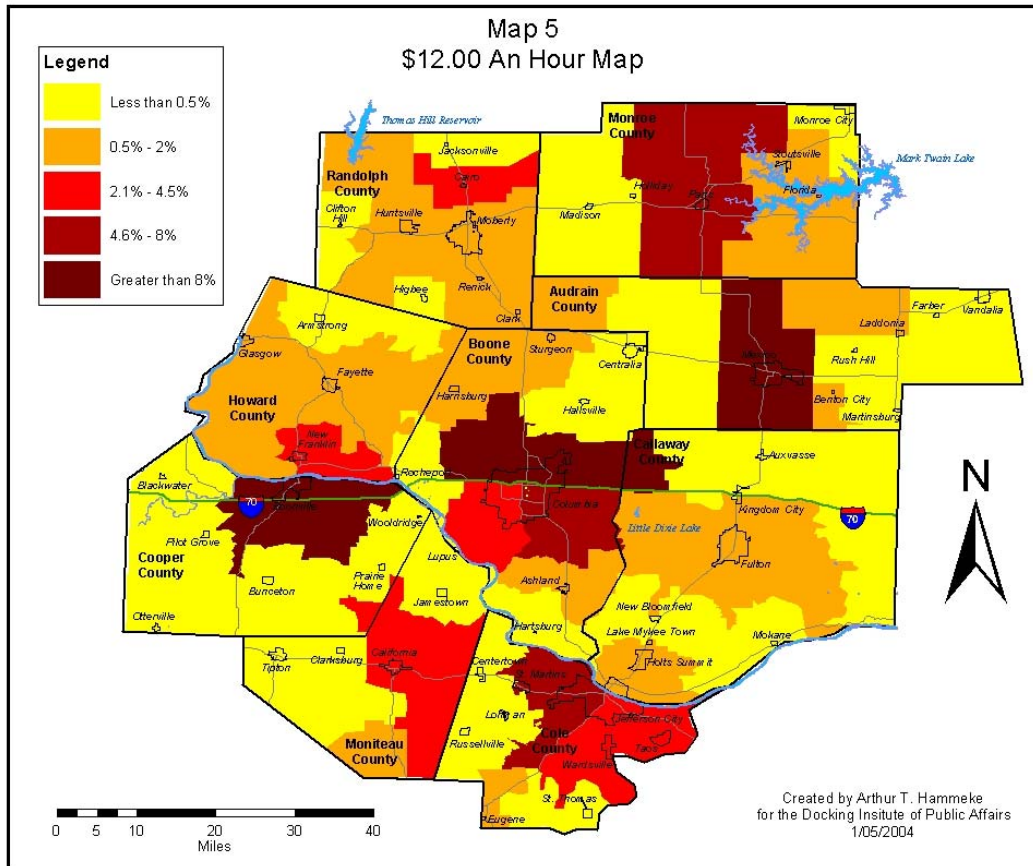 Map 5
$12.00 An Hour Map
Legend
Less than 0.5%
0.5% - 2%
2.1% - 4.5%
4.6% - 8%
Greater than 8%
Thomas Hill Reservoir
Monroe County
Monroe City
Jacksonville
Stoutsville
Mark Twain Lake
Randolph County
Cairo
Holliday
Paris
Florida
Clifton Hill
Huntsville
Moberly
Madison
Renick
Higbee
Audrain County
Clark
Armstrong
Farber
Vandalia
Laddonia
Glasgow
Boone County
Sturgeon
Centralia
Rush Hill
Mexico
Fayette
Harrisburg
Hallsville
Benton City
Martinsburg
Howard County
New Franklin
Callaway County
Auxvasse
Rocheport
Blackwater
70
Boonville
Columbia
Kingdom City
70
Wooldridge
Little Dixie Lake
Pilot Grove
Lupus
Fulton
Cooper County
Prairie Home
Bunceton
Jamestown
Ashland
New Bloomfield
Otterville
Hartsburg
Lake Mykee Town
Mokane
Tipton
Clarksburg
California
Centertown
St. Martins
Holts Summit
Lohman
Jefferson City
Russellville
Cole County
Taos
Wardsville
Moniteau County
St. Thomas
Eugene
N
0 5 10 20 30 40
Miles
Created by Arthur T. Hammeke
for the Docking Insitute of Public Affairs
1/05/2004